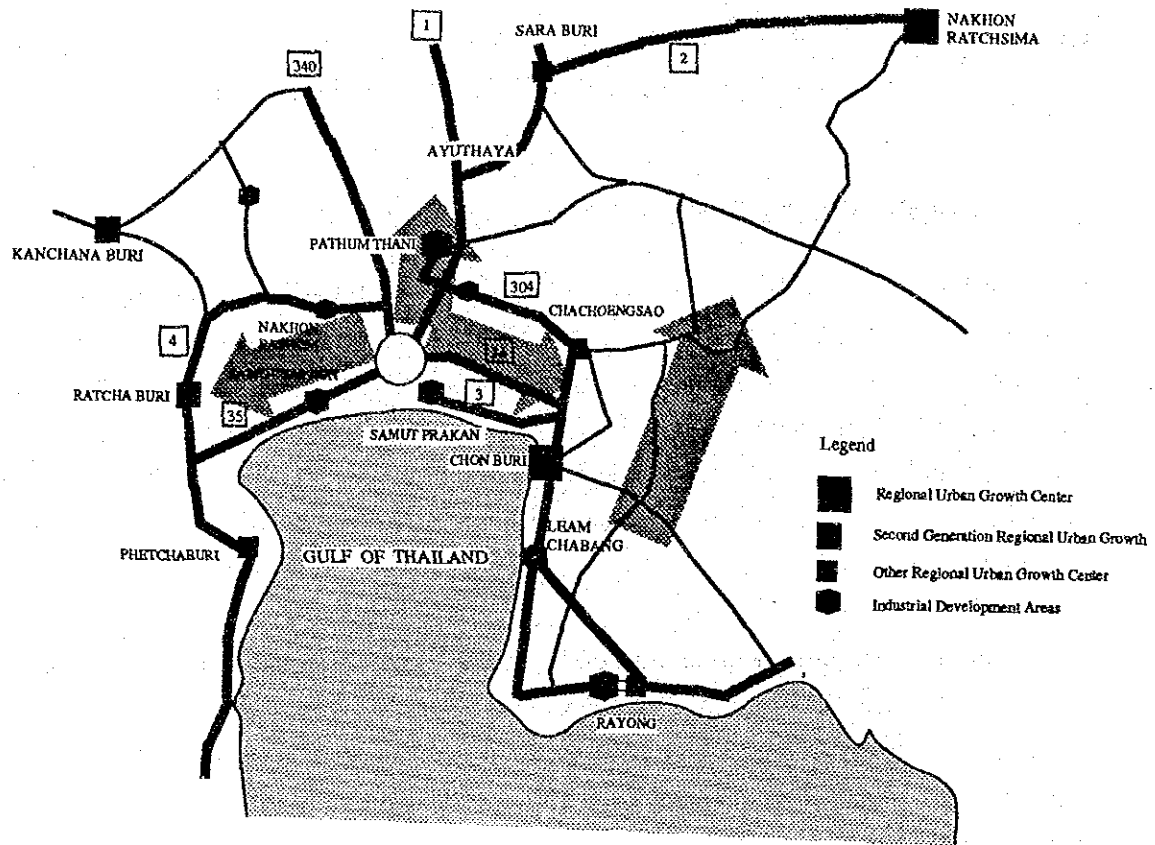 1
SARA BURI
NAKHON
RATCHSIMA
2
340
AYUTHAYA
PATHUM THANI
KANCHANA BURI
304
CHACHOENGSAO
NAKHON
4
RATCHA BURI
3
35
SAMUT PRAKAN
CHON BURI
Legend
Regional Urban Growth Center
Second Generation Regional Urban Growth
Other Regional Urban Growth Center
Industrial Development Areas
LEAM
CHABANG
PHETCHABURI
GULF OF THAILAND
RAYONG